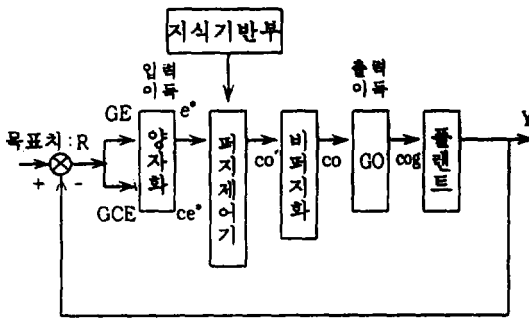 지식기반부
입력
이득
출력
이득
목표치 : R
+
-
GE
GCE
양자화
e*
ce*
퍼지제어기
co*
비퍼지화
co
GO
cog
플랜트
Y